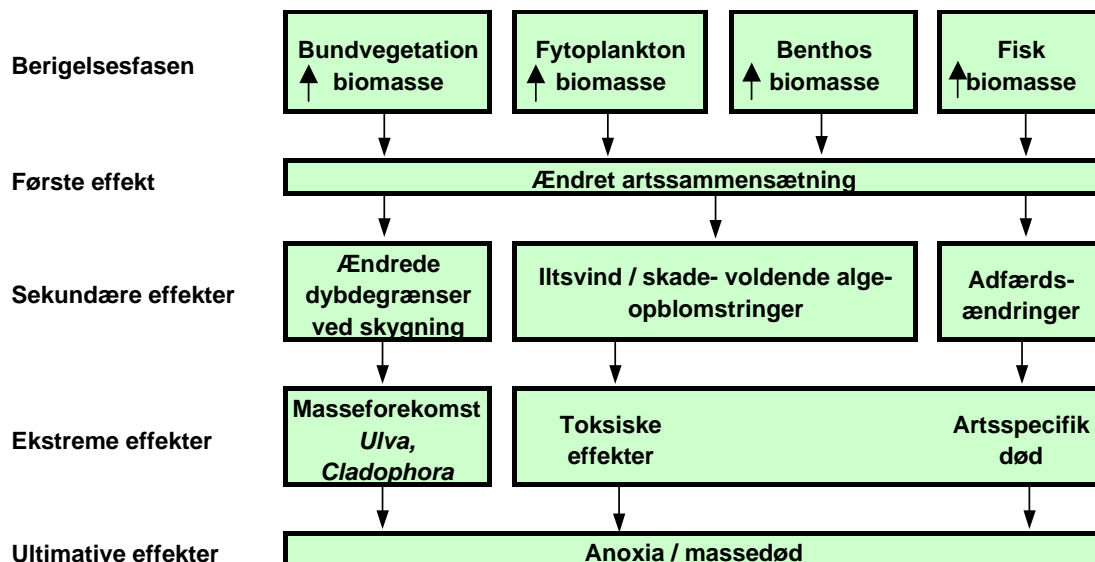 Berigelsesfasen
Bundvegetation
biomasse
Fytoplankton
biomasse
Benthos
biomasse
Fisk
biomasse
Første effekt
Ændret artssammensætning
Sekundære effekter
Ændrede
dybdegrænser
ved skygning
Iltsvind / skade- voldende alge-
opblomstringer
Adfærds-
ændringer
Ekstreme effekter
Masseforekomst
Ulva,
Cladophora
Toksiske
effekter
Artsspecifik
død
Ultimative effekter
Anoxia / massedød